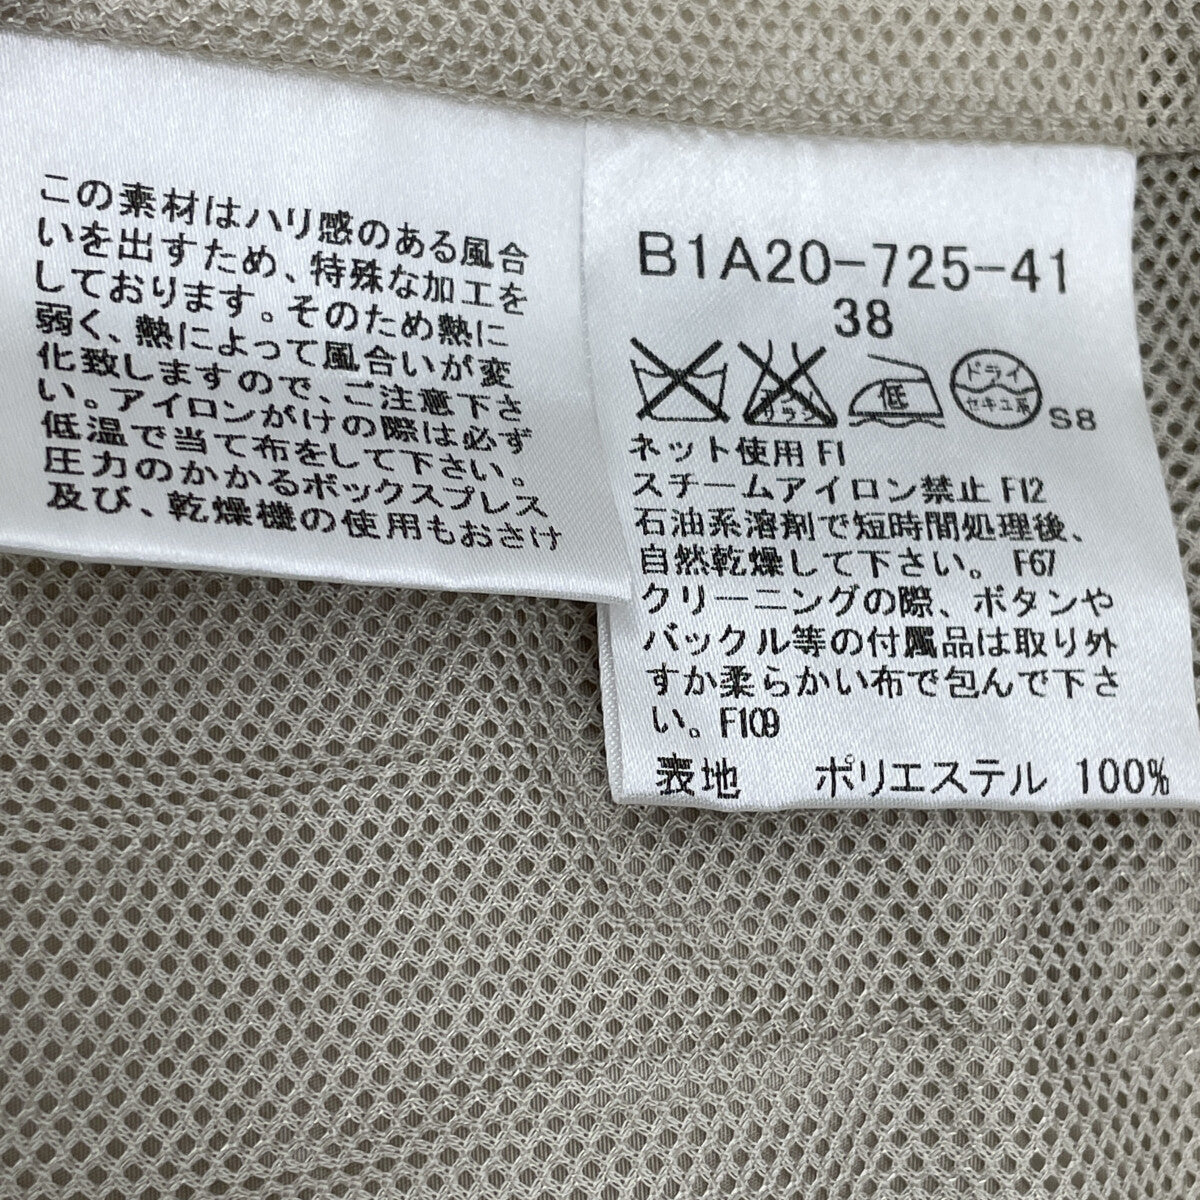 この素材はハリ感のある風合
いを出すため、特殊な加工を
しております。そのため熱に
弱く、熱によって風合いが変
化致しますので、ご注意下さ
い。アイロンがけの際は必ず
低温で当て布をして下さい。
圧力のかかるボックスプレス
及び、乾燥機の使用もおさけ
B1A20-725-41
38
エンソ
サラシ
低
ドライ
セキユ系
S8
ネット使用 F1
スチームアイロン禁止 F12
石油系溶剤で短時間処理後、
自然乾燥して下さい。 F67
クリーニングの際、ボタンや
バックル等の付属品は取り外
すか柔らかい布で包んで下さ
い。F109
表地 ポリエステル 100%